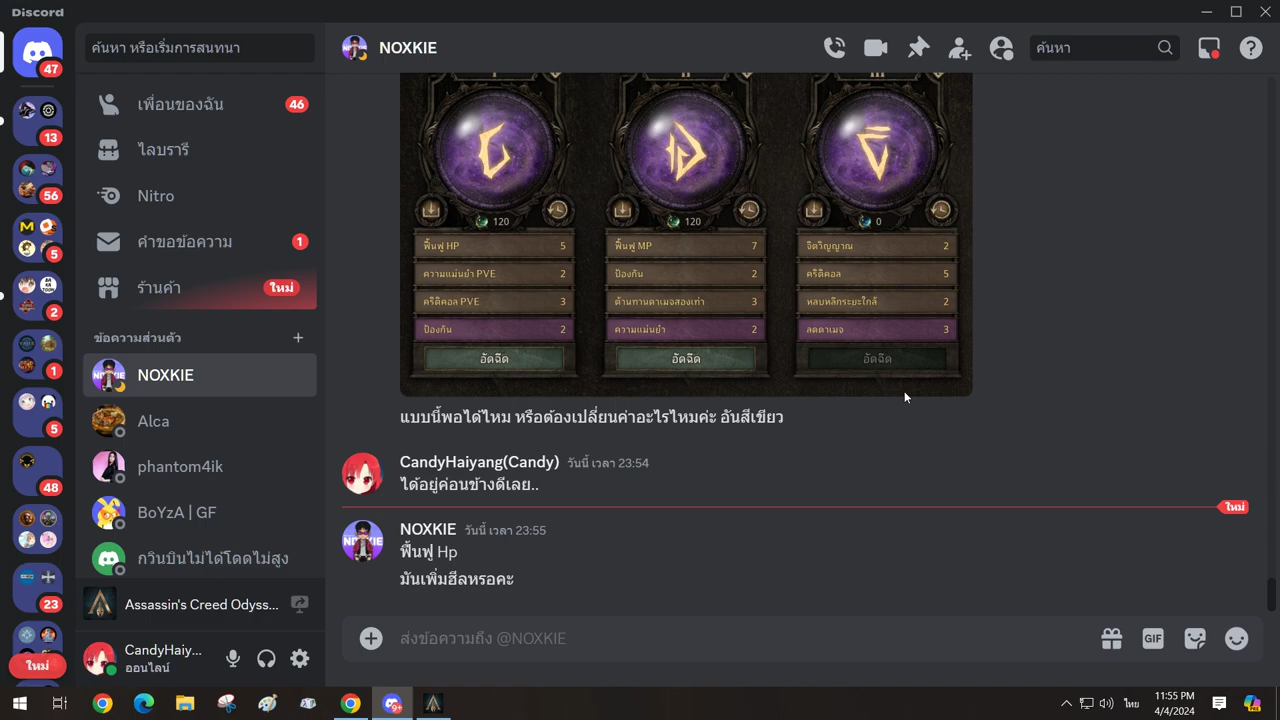 Discord
47
13
56
5
2
1
5
48
23
ใหม่
ค้นหา หรือเริ่มการสนทนา
เพื่อนของฉัน 46
ไลบรารี
Nitro
คำขอข้อความ 1
ร้านค้า ใหม่
ข้อความส่วนตัว
NOXKIE
Alca
phantom4ik
BoYzA | GF
กวินบินไม่ได้โดดไม่สูง
Assassin's Creed Odyss...
CandyHaiy...
ออนไลน์
NOXKIE
ค้นหา
120
ฟื้นฟู HP 5
ความแม่นยำ PVE 2
คริติคอล PVE 3
ป้องกัน 2
อัดฉีด
120
ฟื้นฟู MP 7
ป้องกัน 2
ต้านทานดาเมจสองเท่า 3
ความแม่นยำ 2
อัดฉีด
0
จิตวิญญาณ 2
คริติคอล 5
หลบหลีกระยะใกล้ 2
ลดดาเมจ 3
อัดฉีด
แบบนี้พอได้ไหม หรือต้องเปลี่ยนค่าอะไรไหมค่ะ อันสีเขียว
CandyHaiyang(Candy) วันนี้ เวลา 23:54
ได้อยู่ค่อนข้างดีเลย..
ใหม่
NOXKIE วันนี้ เวลา 23:55
ฟื้นฟู Hp
มันเพิ่มฮีลหรอคะ
ส่งข้อความถึง @NOXKIE
GIF
9+
ไทย
11:55 PM
4/4/2024